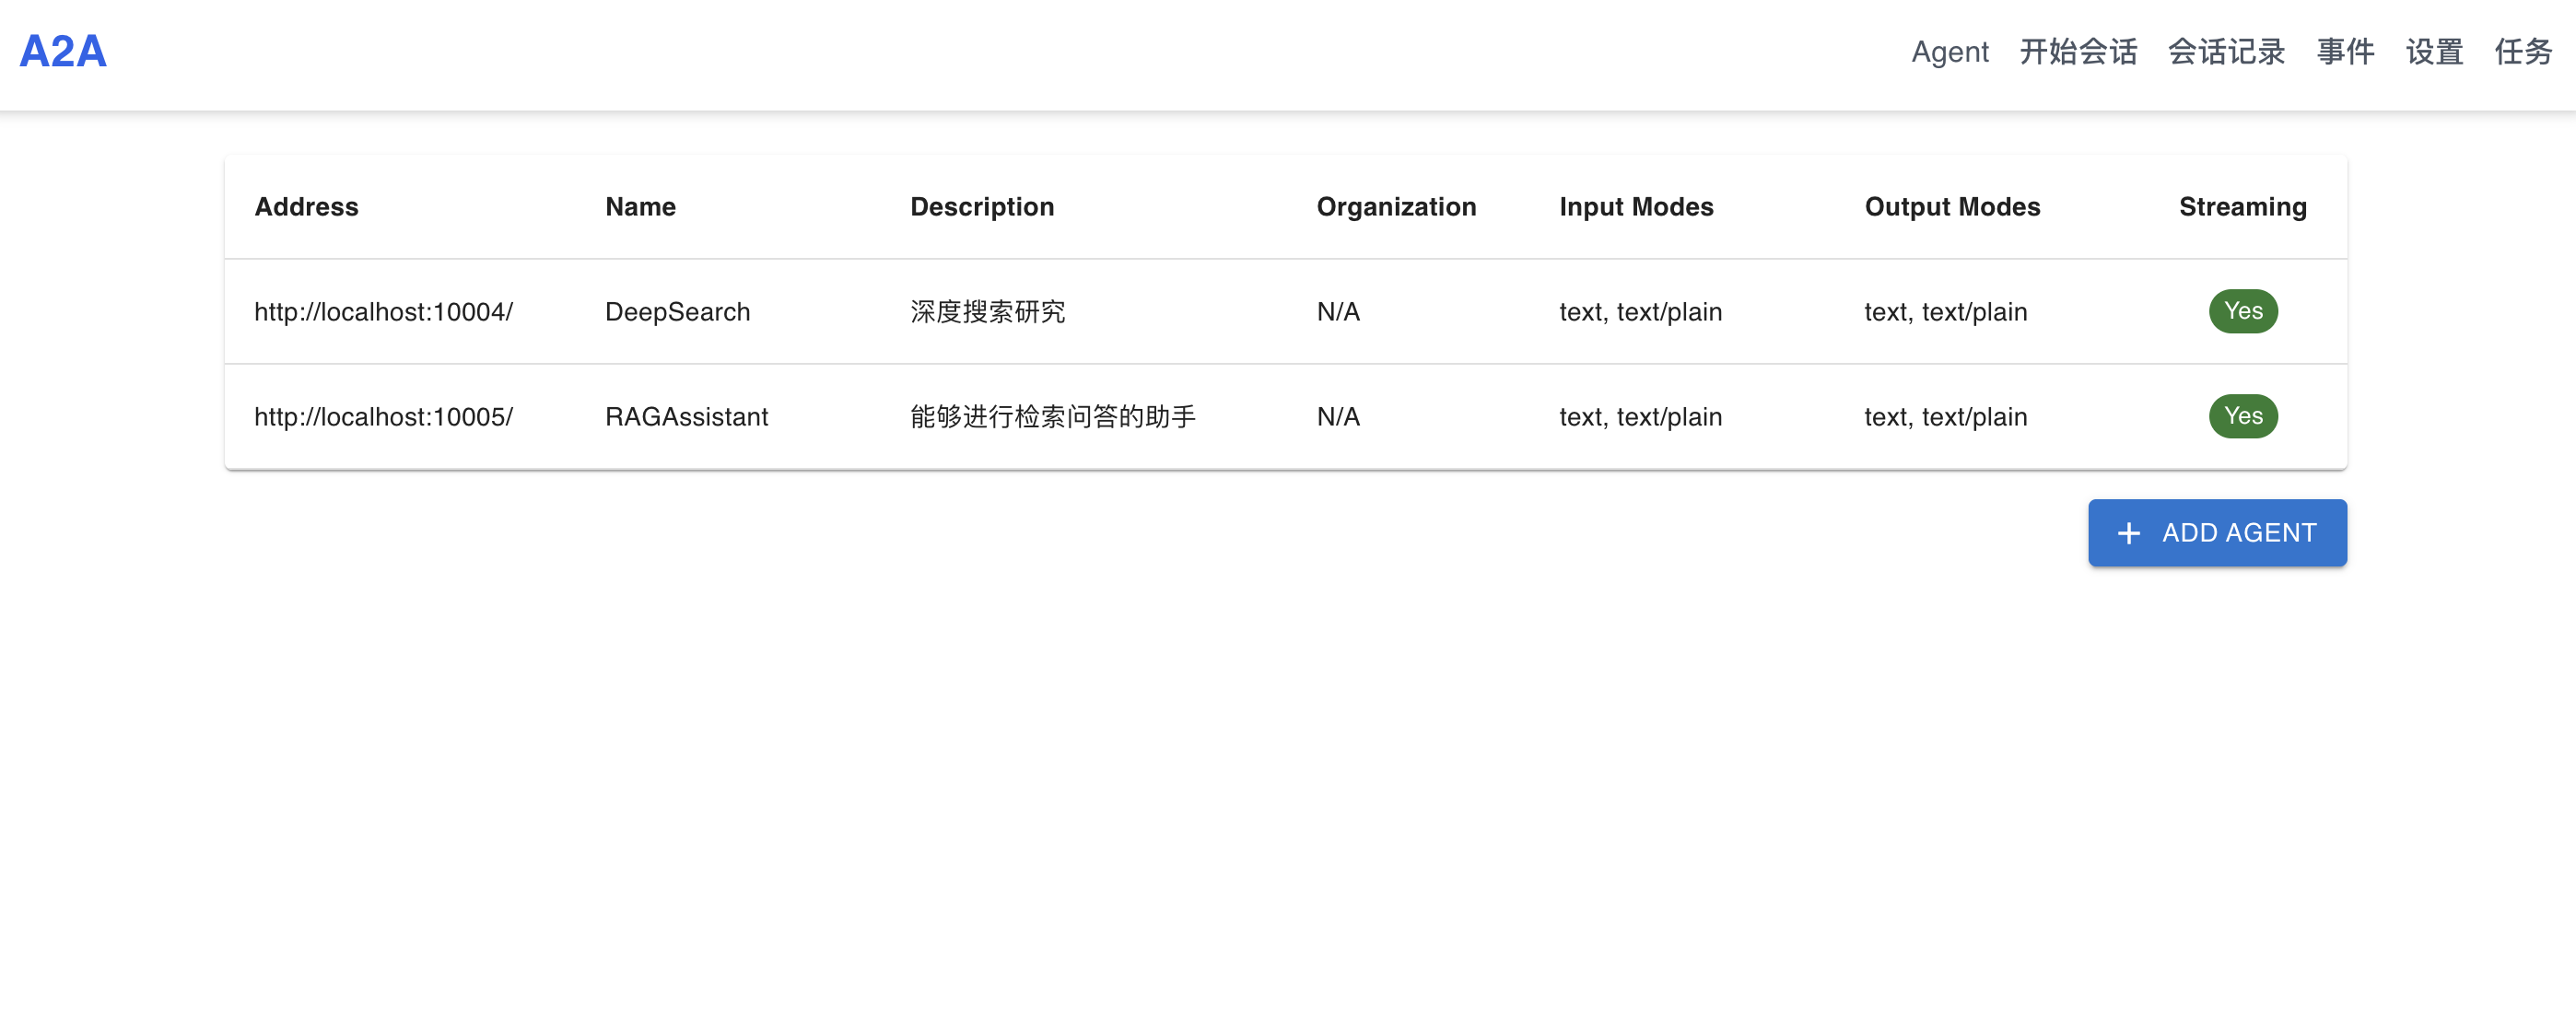 A2A
Agent 开始会话 会话记录 事件 设置 任务
Address Name Description Organization Input Modes Output Modes Streaming
http://localhost:10004/ DeepSearch 深度搜索研究 N/A text, text/plain text, text/plain Yes
http://localhost:10005/ RAGAssistant 能够进行检索问答的助手 N/A text, text/plain text, text/plain Yes
+ ADD AGENT